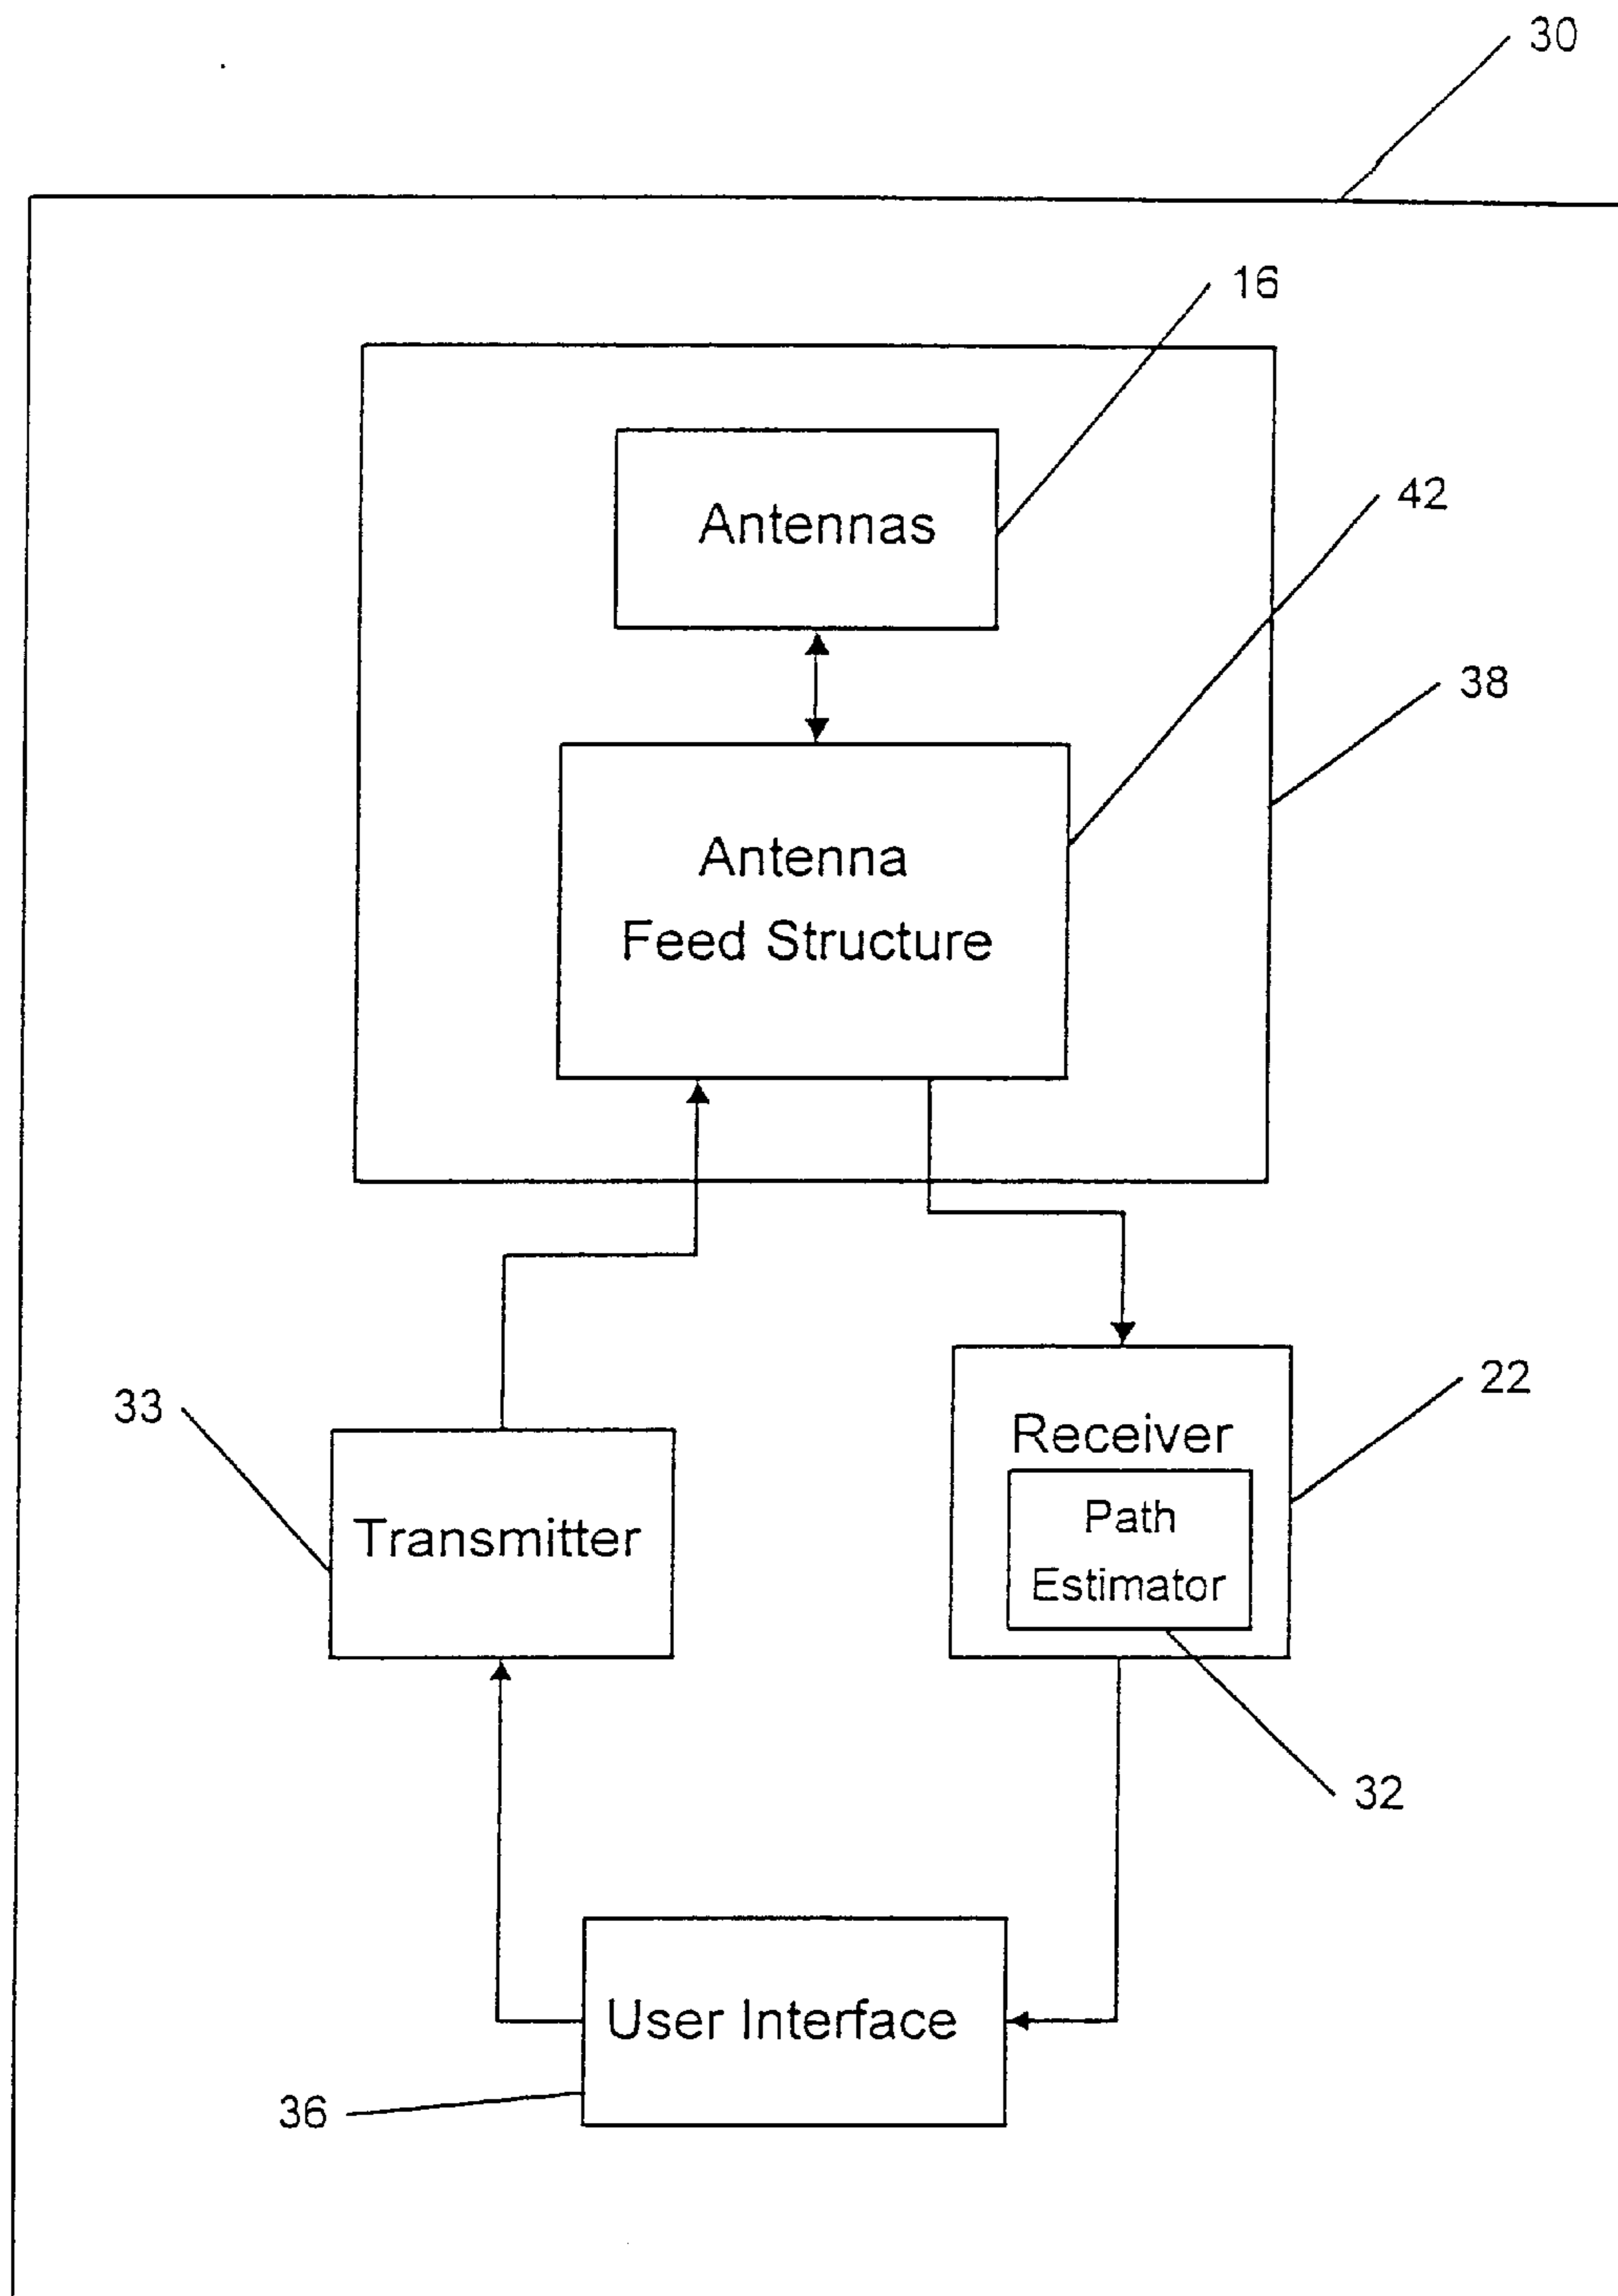 30
16
Antennas
42
38
Antenna
Feed Structure
22
33
Receiver
Transmitter
Path
Estimator
32
User Interface
36